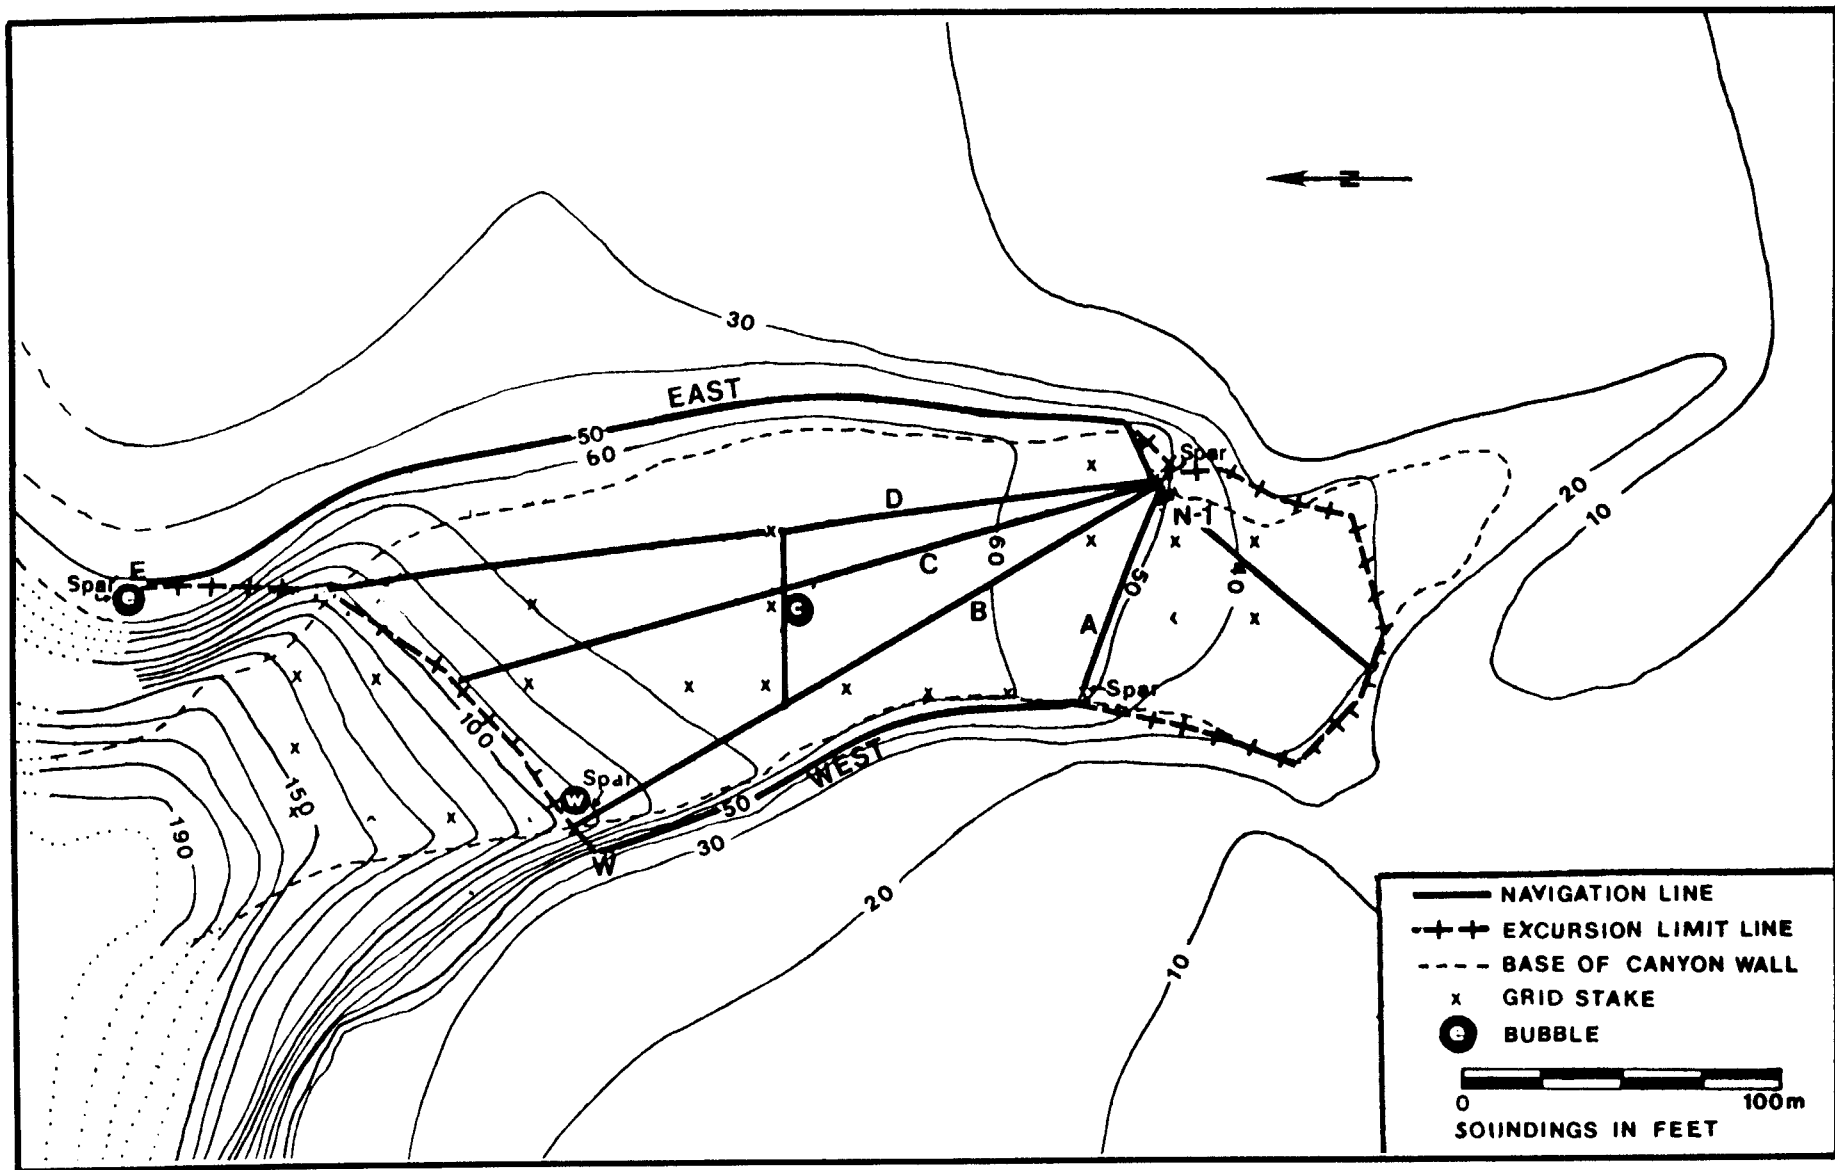 N
30
EAST
50
60
D
Spar
N-1
20
10
E
Spar
e
C
60
50
40
C
B
A
Spar
100
W
Spar
WEST
50
W
30
150
190
20
10
NAVIGATION LINE
EXCURSION LIMIT LINE
BASE OF CANYON WALL
x GRID STAKE
e BUBBLE
0 100m
SOUNDINGS IN FEET